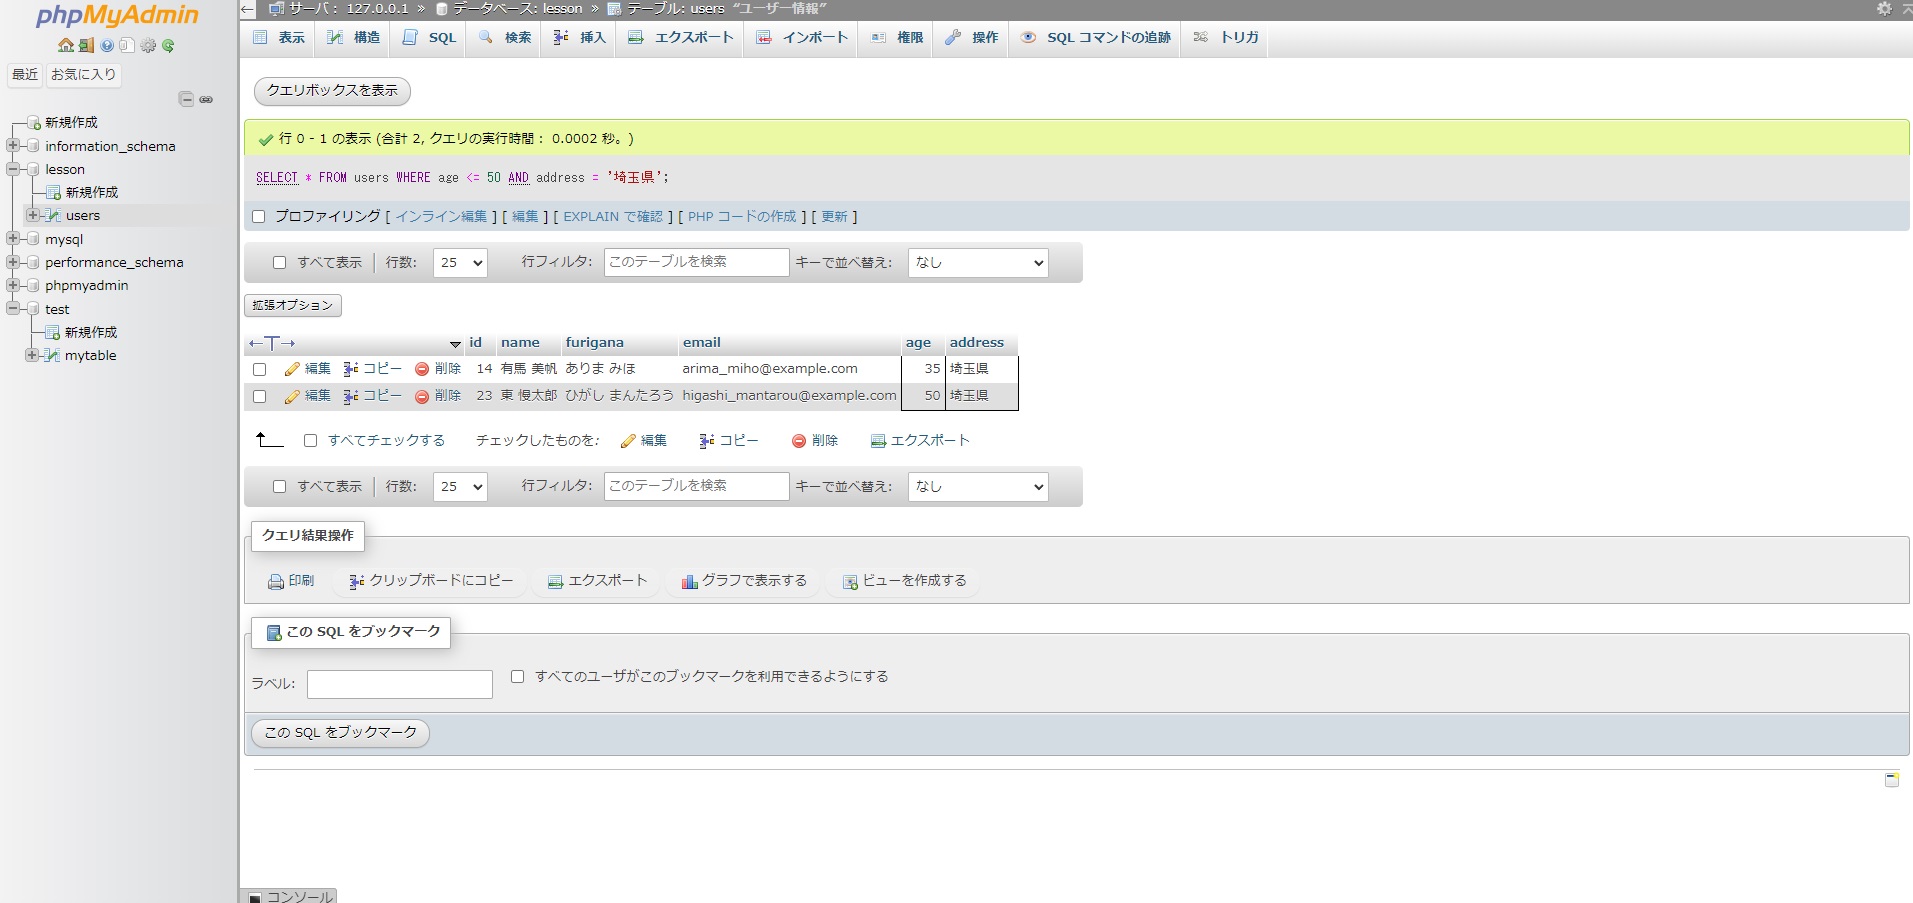 phpMyAdmin
最近 お気に入り
新規作成
information_schema
lesson
新規作成
users
mysql
performance_schema
phpmyadmin
test
新規作成
mytable
サーバ: 127.0.0.1 » データベース: lesson » テーブル: users “ユーザー情報”
表示 構造 SQL 検索 挿入 エクスポート インポート 権限 操作 SQL コマンドの追跡 トリガ
クエリボックスを表示
行 0 - 1 の表示 (合計 2, クエリの実行時間： 0.0002 秒。)
SELECT * FROM users WHERE age <= 50 AND address = '埼玉県';
プロファイリング [ インライン編集 ] [ 編集 ] [ EXPLAIN で確認 ] [ PHP コードの作成 ] [ 更新 ]
すべて表示 行数: 25 行フィルタ: このテーブルを検索 キーで並べ替え: なし
拡張オプション
←T→ id name furigana email age address
編集 コピー 削除 14 有馬 美帆 ありま みほ arima_miho@example.com 35 埼玉県
編集 コピー 削除 23 東 慢太郎 ひがし まんたろう higashi_mantarou@example.com 50 埼玉県
すべてチェックする チェックしたものを: 編集 コピー 削除 エクスポート
すべて表示 行数: 25 行フィルタ: このテーブルを検索 キーで並べ替え: なし
クエリ結果操作
印刷 クリップボードにコピー エクスポート グラフで表示する ビューを作成する
この SQL をブックマーク
ラベル: すべてのユーザがこのブックマークを利用できるようにする
この SQL をブックマーク
コンソール